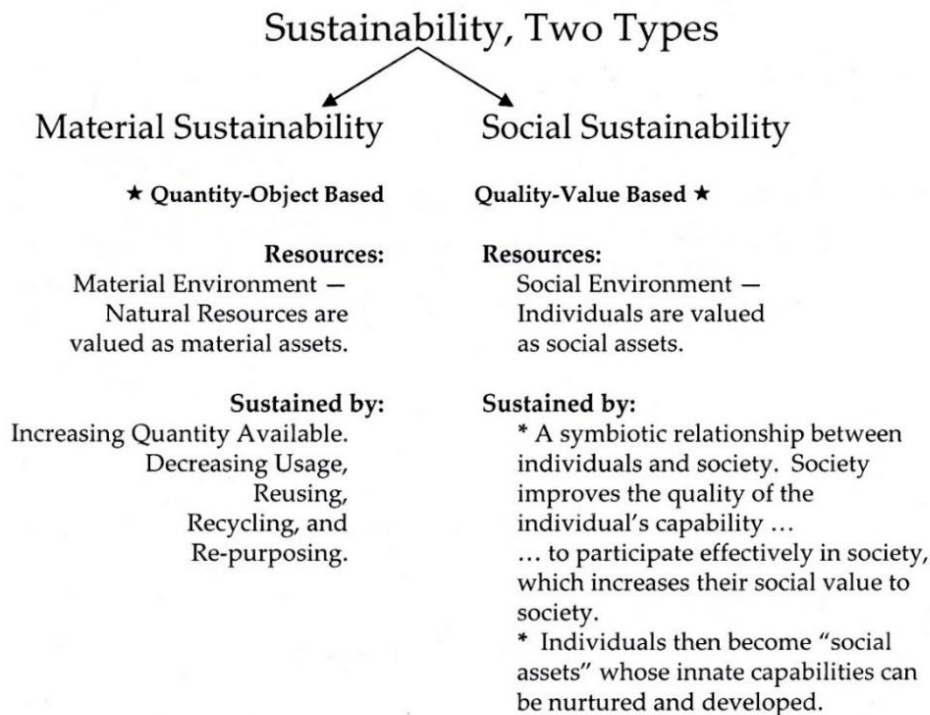 Sustainability, Two Types
Material Sustainability
★ Quantity-Object Based
Resources:
Material Environment —
Natural Resources are
valued as material assets.
Sustained by:
Increasing Quantity Available.
Decreasing Usage,
Reusing,
Recycling, and
Re-purposing.
Social Sustainability
Quality-Value Based ★
Resources:
Social Environment —
Individuals are valued
as social assets.
Sustained by:
* A symbiotic relationship between
individuals and society.  Society
improves the quality of the
individual's capability …
… to participate effectively in society,
which increases their social value to
society.
*  Individuals then become “social
assets” whose innate capabilities can
be nurtured and developed.